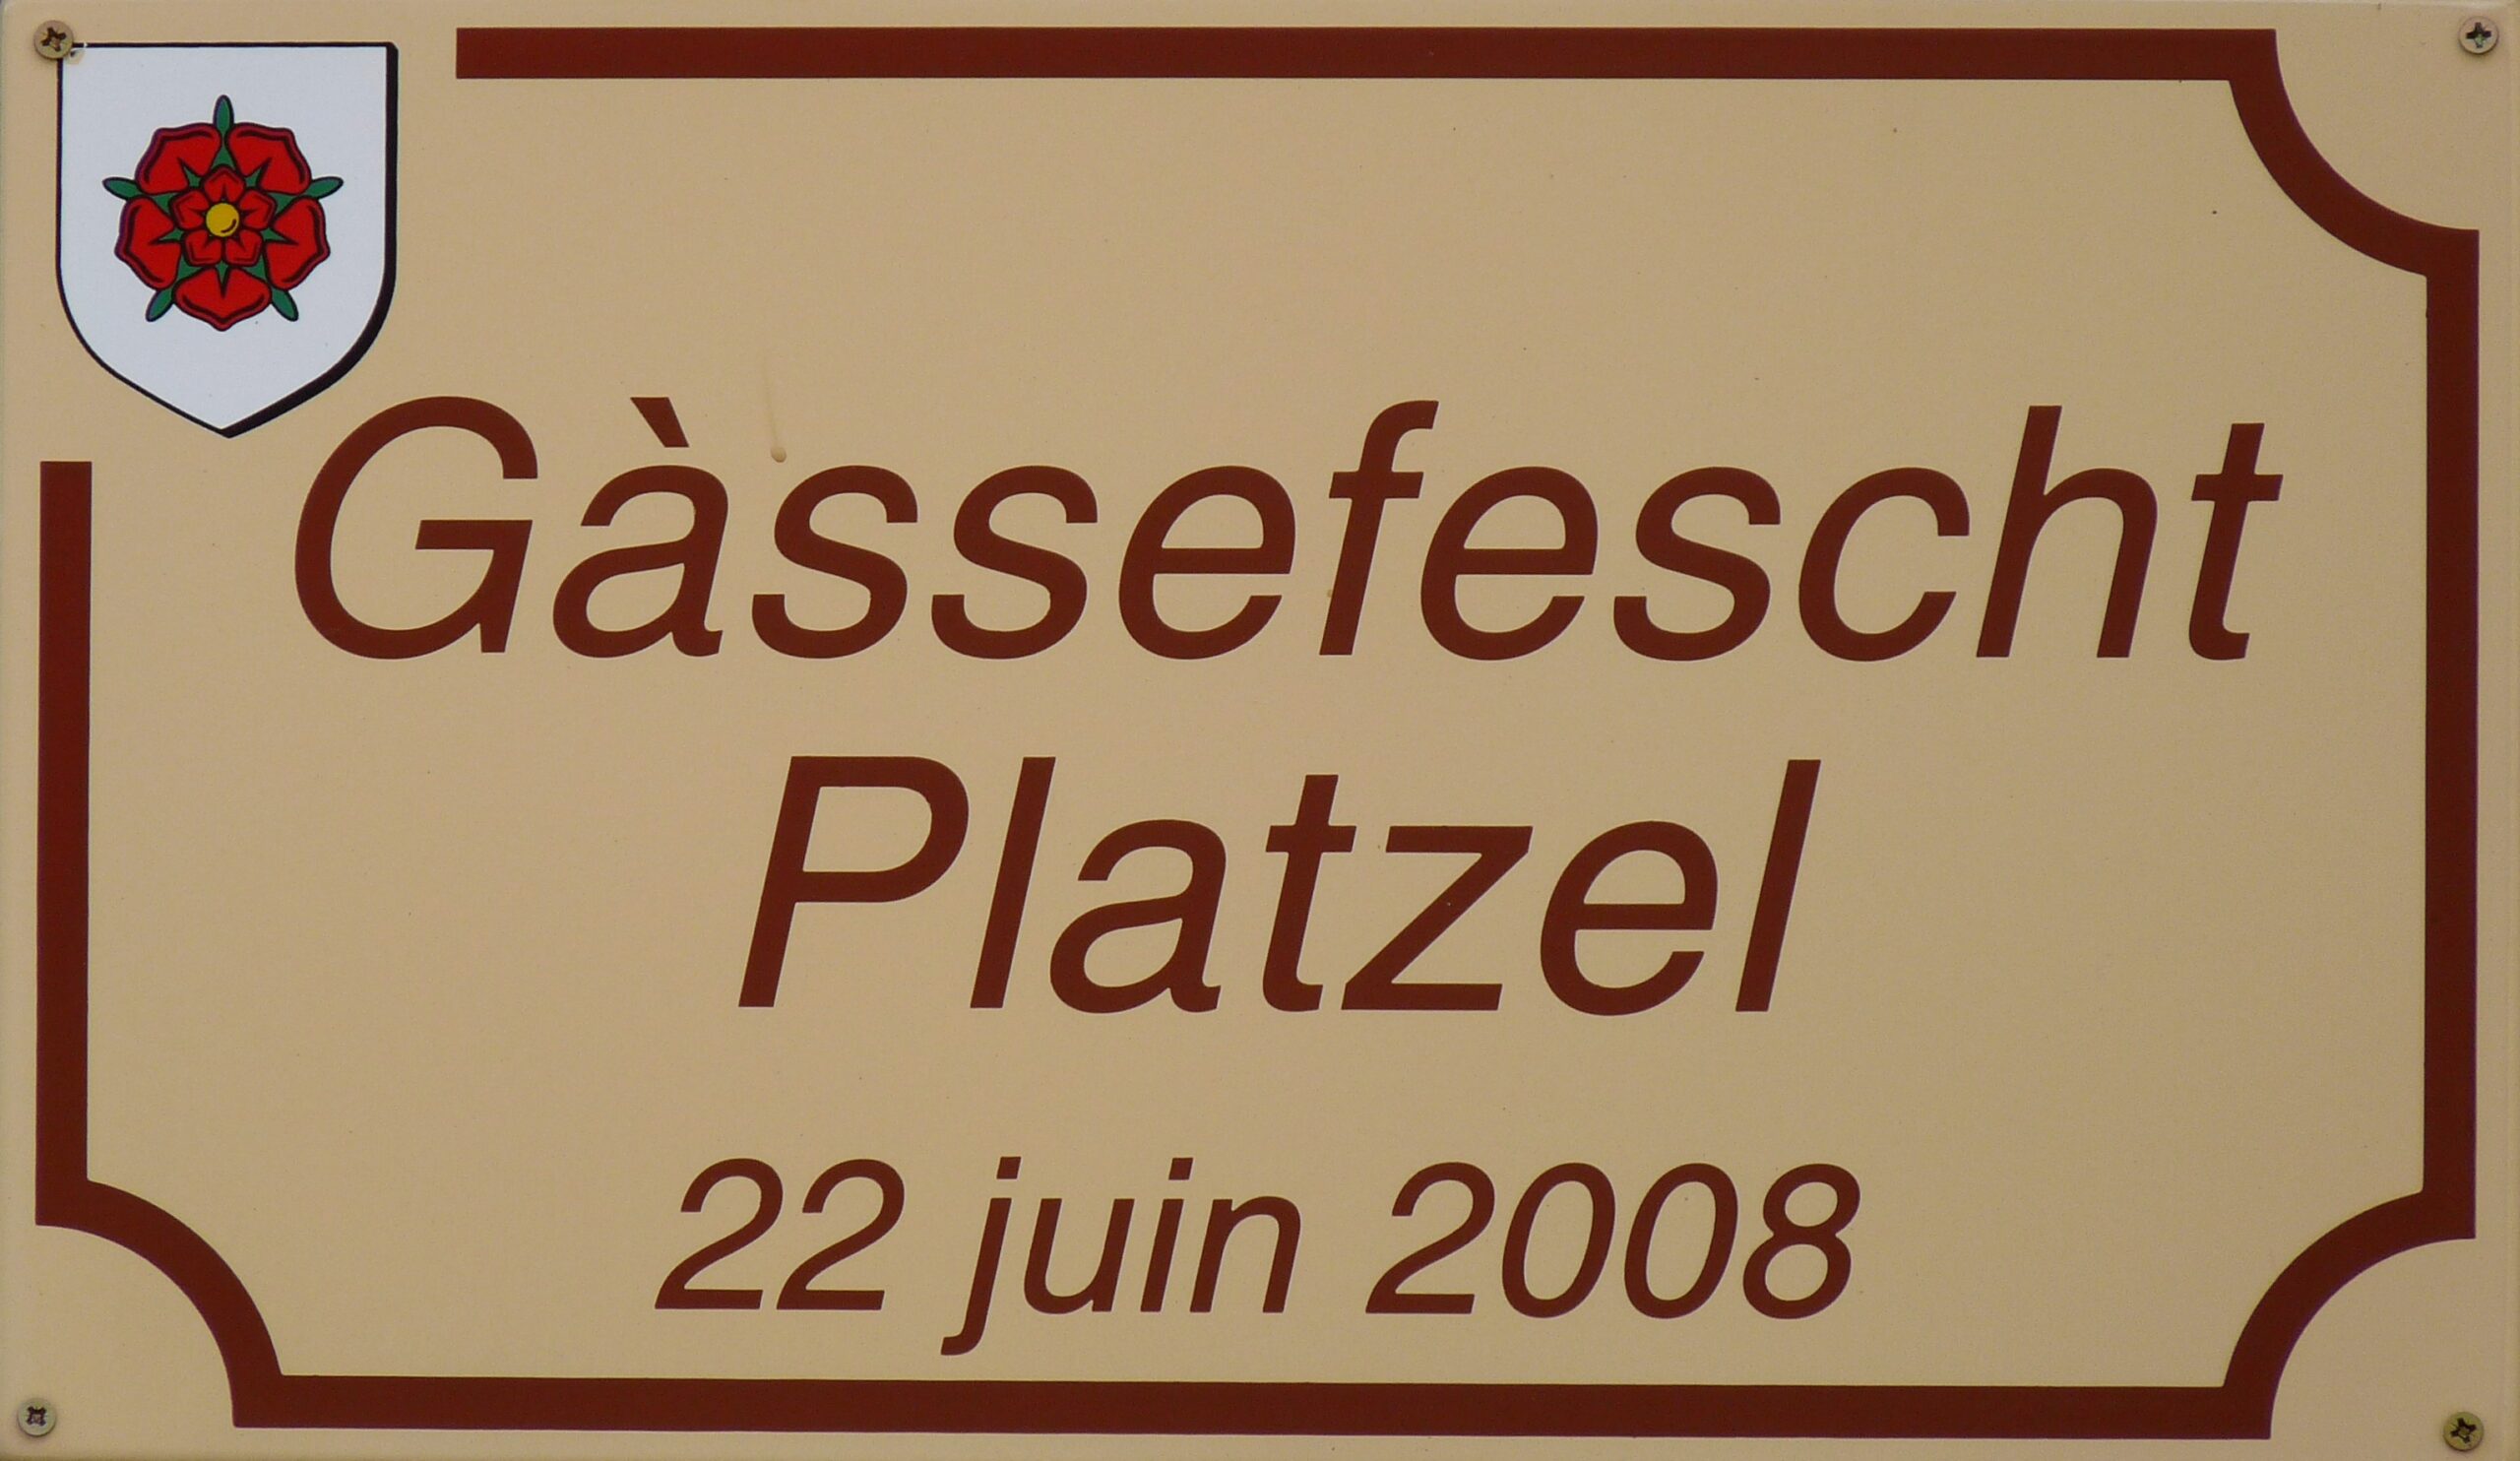 Gàssefescht
Platzel
22 juin 2008